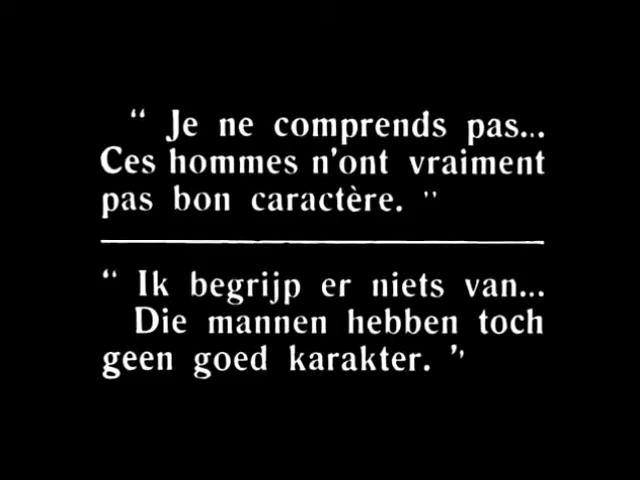 “ Je ne comprends pas...
Ces hommes n'ont vraiment
pas bon caractère. ”
“ Ik begrijp er niets van...
Die mannen hebben toch
geen goed karakter. ”